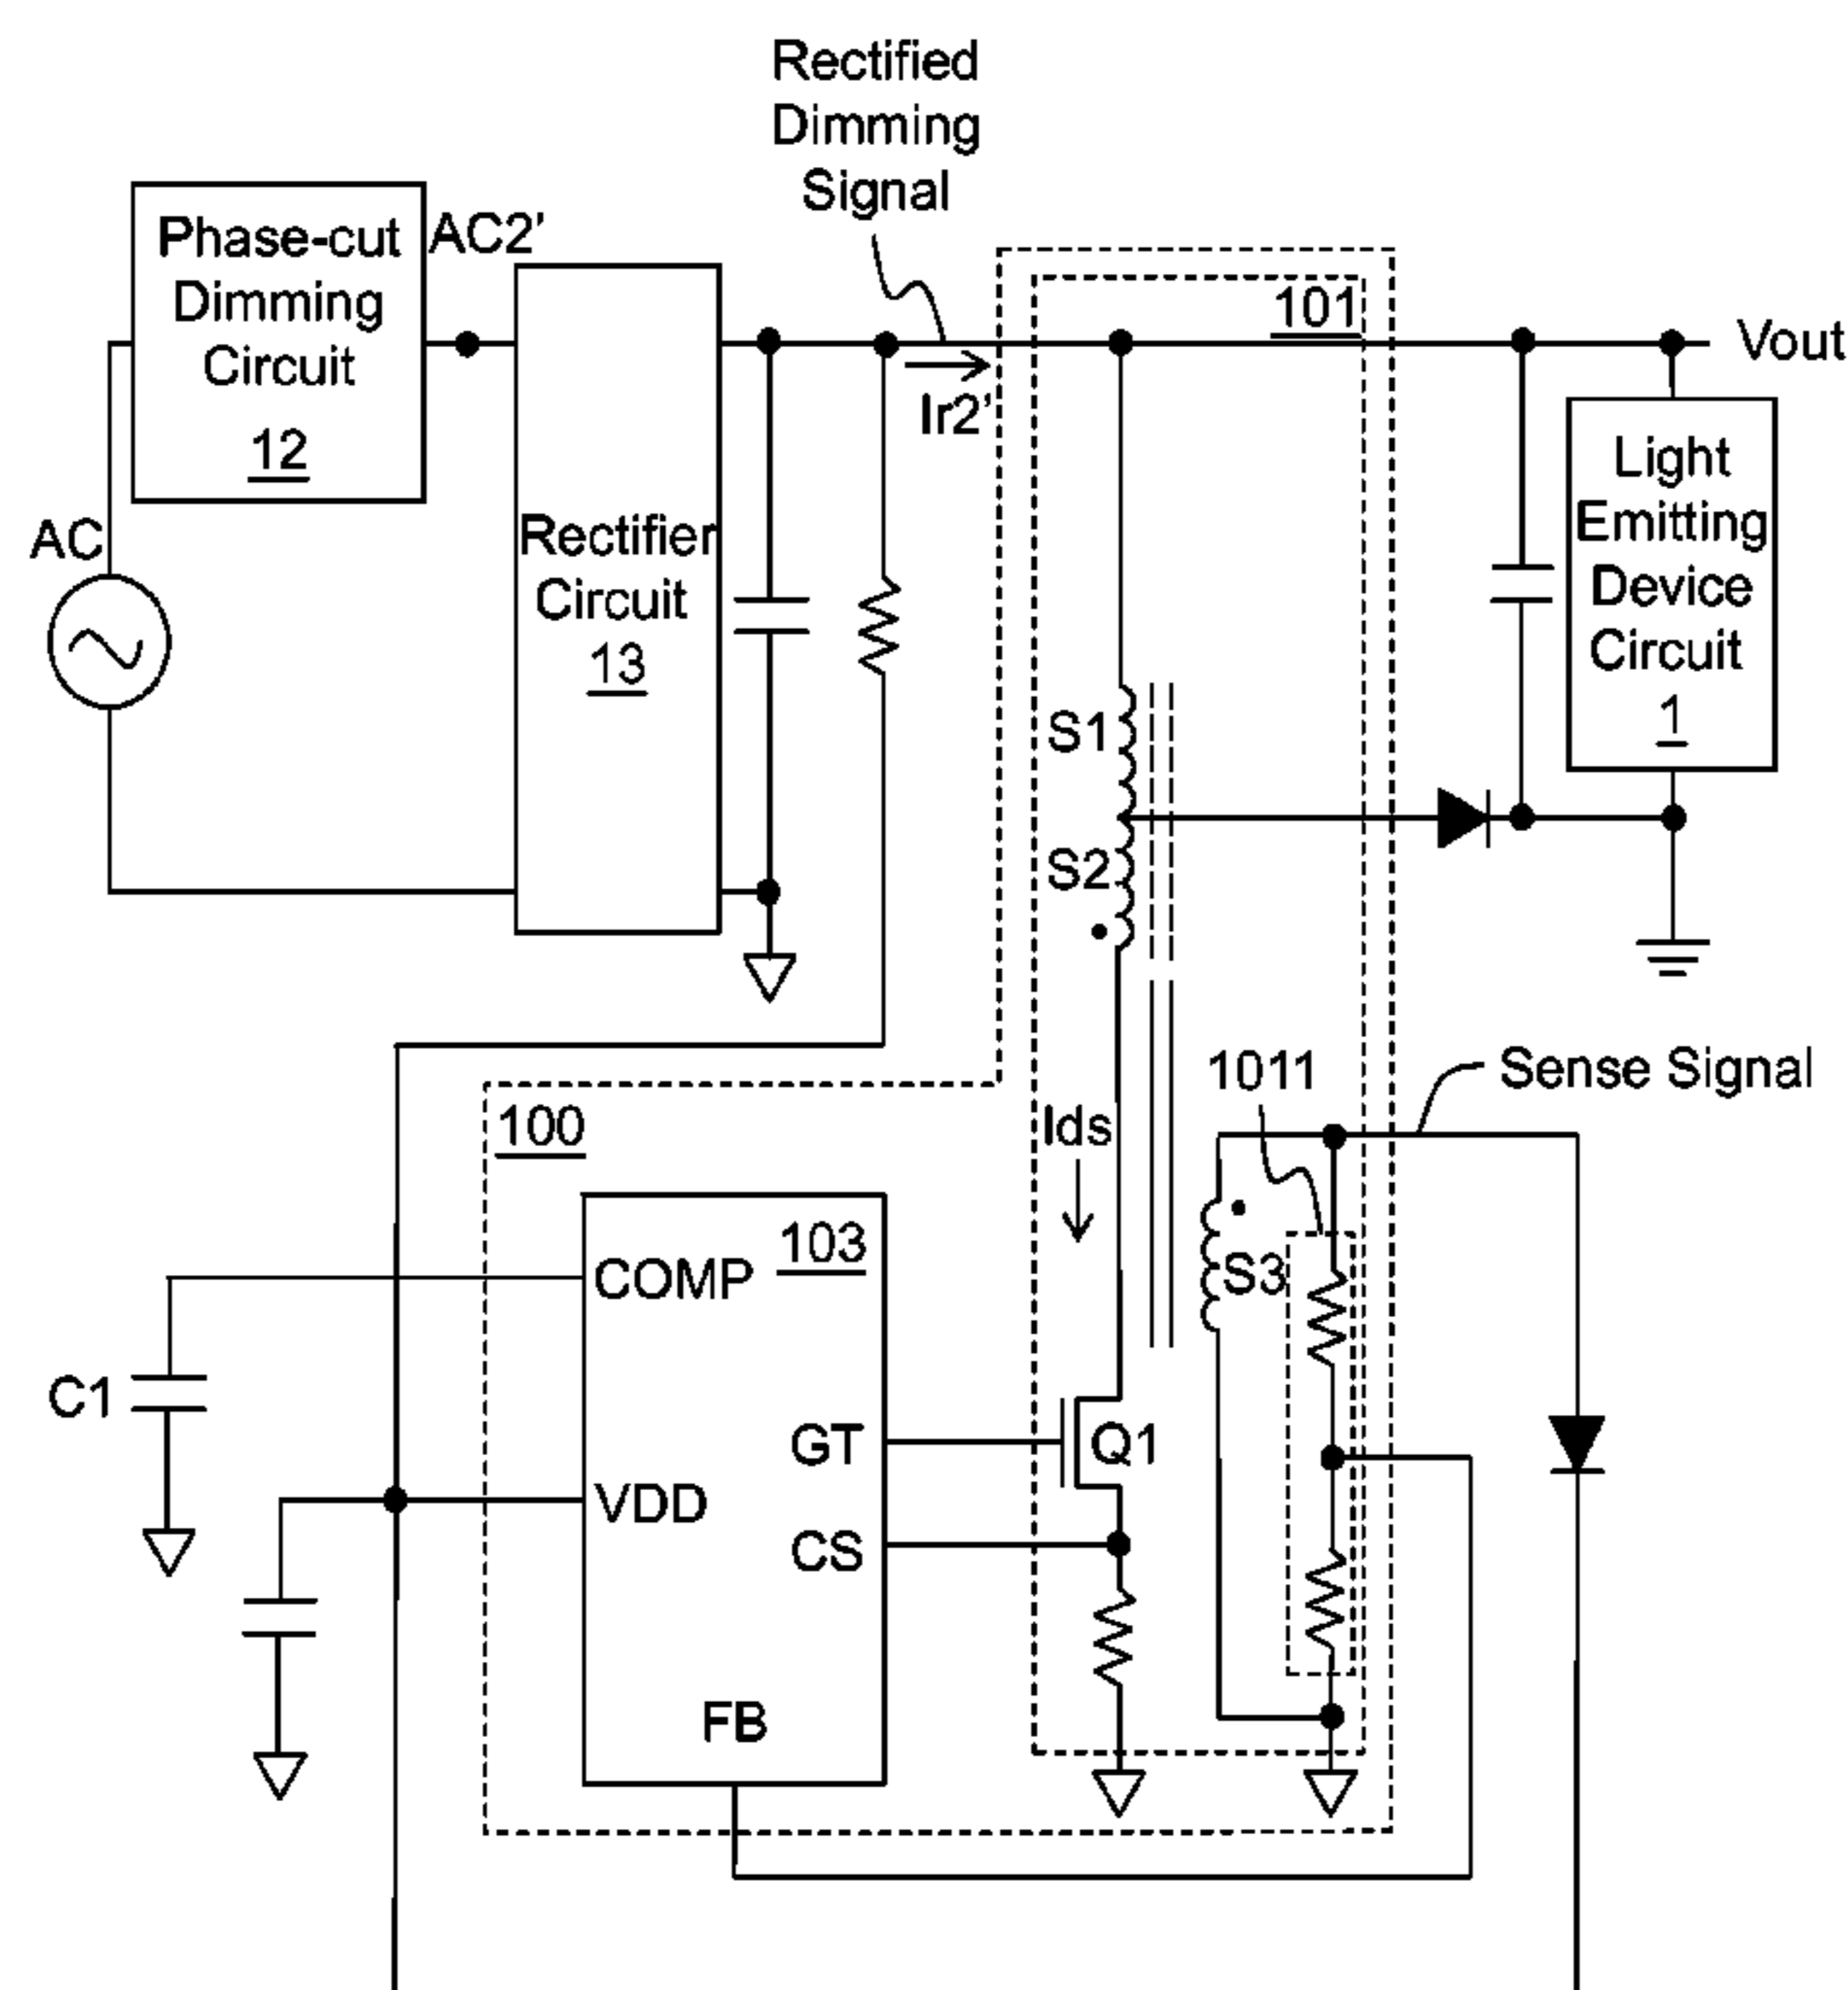 Rectified
Dimming
Signal
Phase-cut
Dimming
Circuit
12
AC2'
101
Vout
Ir2'
Light
Emitting
Device
Circuit
1
AC
Rectifier
Circuit
13
S1
S2
1011
Sense Signal
100
Ids
103
COMP
S3
C1
GT
Q1
VDD
CS
FB